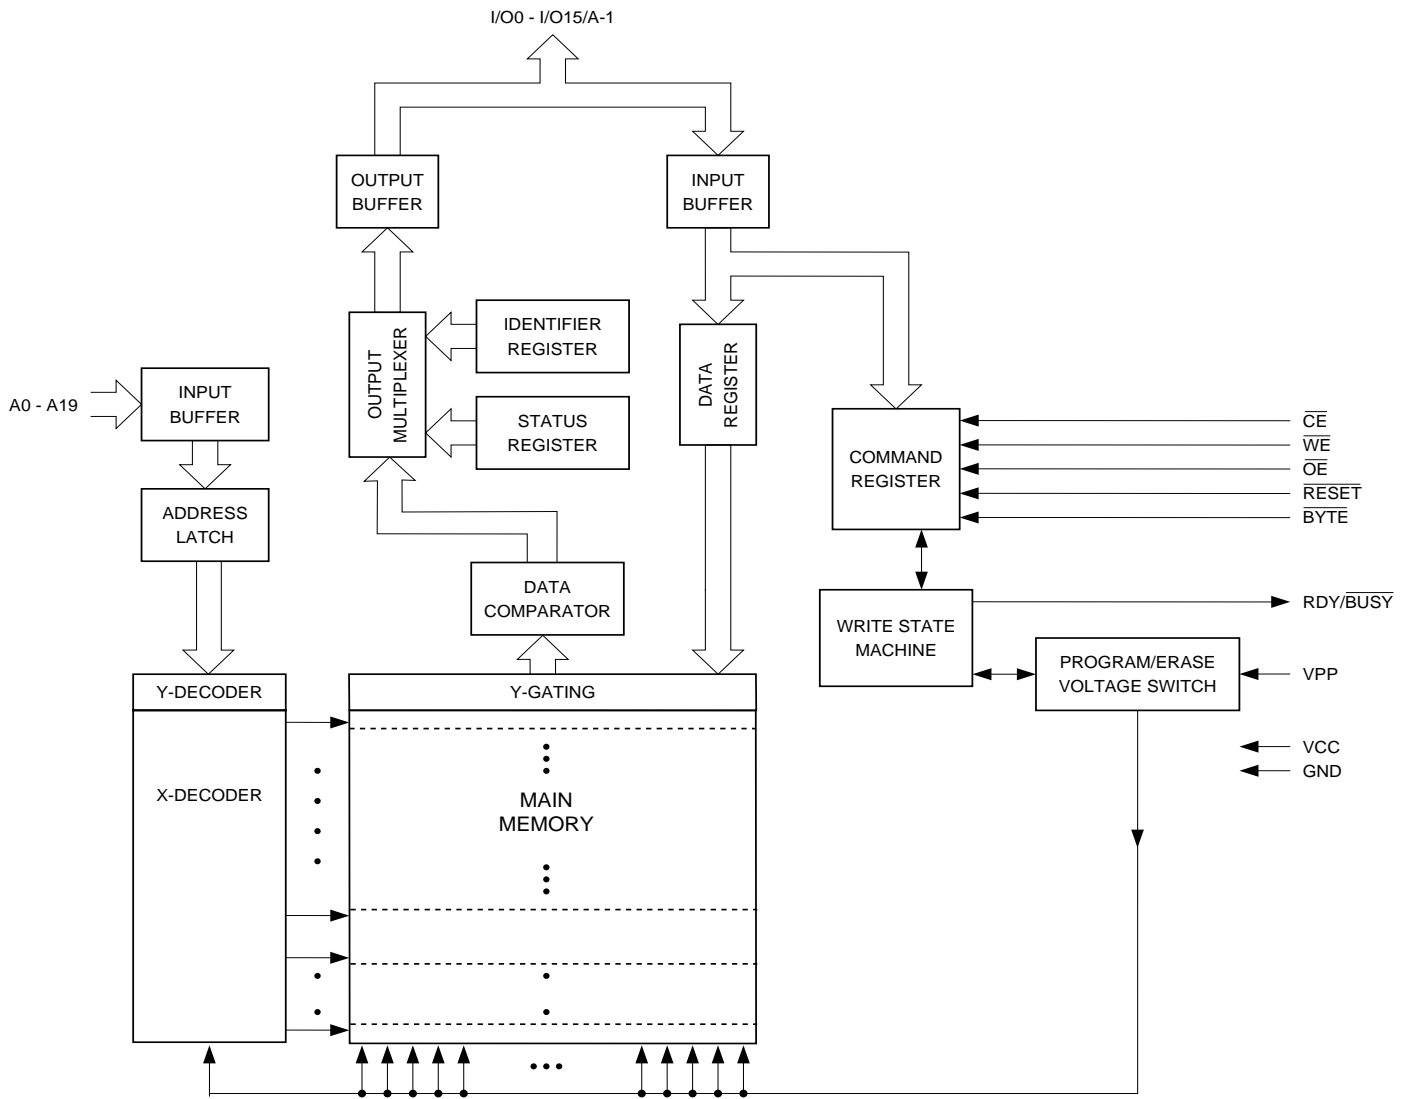 I/O0 - I/O15/A-1
OUTPUT
BUFFER
INPUT
BUFFER
IDENTIFIER
REGISTER
OUTPUT
MULTIPLEXER
DATA
REGISTER
A0 - A19
INPUT
BUFFER
STATUS
REGISTER
COMMAND
REGISTER
CE
WE
OE
RESET
BYTE
ADDRESS
LATCH
DATA
COMPARATOR
WRITE STATE
MACHINE
RDY/BUSY
PROGRAM/ERASE
VOLTAGE SWITCH
VPP
Y-DECODER
Y-GATING
VCC
GND
X-DECODER
MAIN
MEMORY